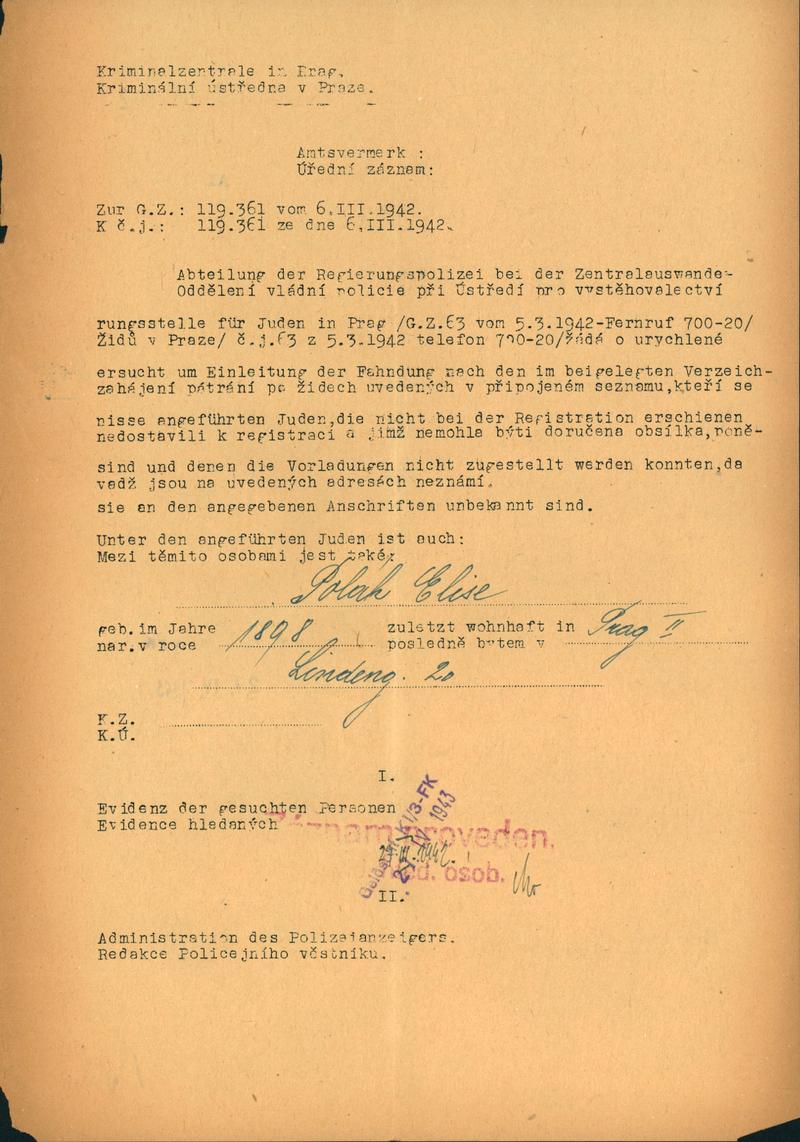 Kriminalzentrale in Prag.
Kriminální ústředna v Praze.
Amtsvermerk :
Úřední záznam:
Zur G.Z.: 119.361 vom 6.III.1942.
K č.j.: 119.361 ze dne 6.III.1942.
Abteilung der Regierungspolizei bei der Zentralauswande-
Oddělení vládní policie při Ústředí pro vystěhovalectví
rungsstelle für Juden in Prag /G.Z.63 vom 5.3.1942-Fernruf 700-20/
Židů v Praze/ č.j.63 z 5.3.1942 telefon 700-20/žádá o urychlené
ersucht um Einleitung der Fahndung nach den im beigelegten Verzeich-
zahájení pátrání po židech uvedených v připojeném seznamu,kteří se
nisse angeführten Juden,die nicht bei der Registration erschienen
nedostavili k registraci a jimž nemohla býti doručena obsílka,poně-
sind und denen die Vorladungen nicht zugestellt werden konnten,da
vadž jsou na uvedených adresách neznámí.
sie an den angegebenen Anschriften unbekannt sind.
Unter den angeführten Juden ist auch:
Mezi těmito osobami jest také:
Polak Elise
geb.im Jahre 1898 zuletzt wohnhaft in Prag II
nar.v roce posledně bytem v
Lindeng. 20
K.Z.
K.Ú.
I.
Evidenz der gesuchten Personen
Evidence hledaných
1943
proveden.
osob.
II.
Administration des Polizeianzeigers.
Redakce Policejního věstníku.